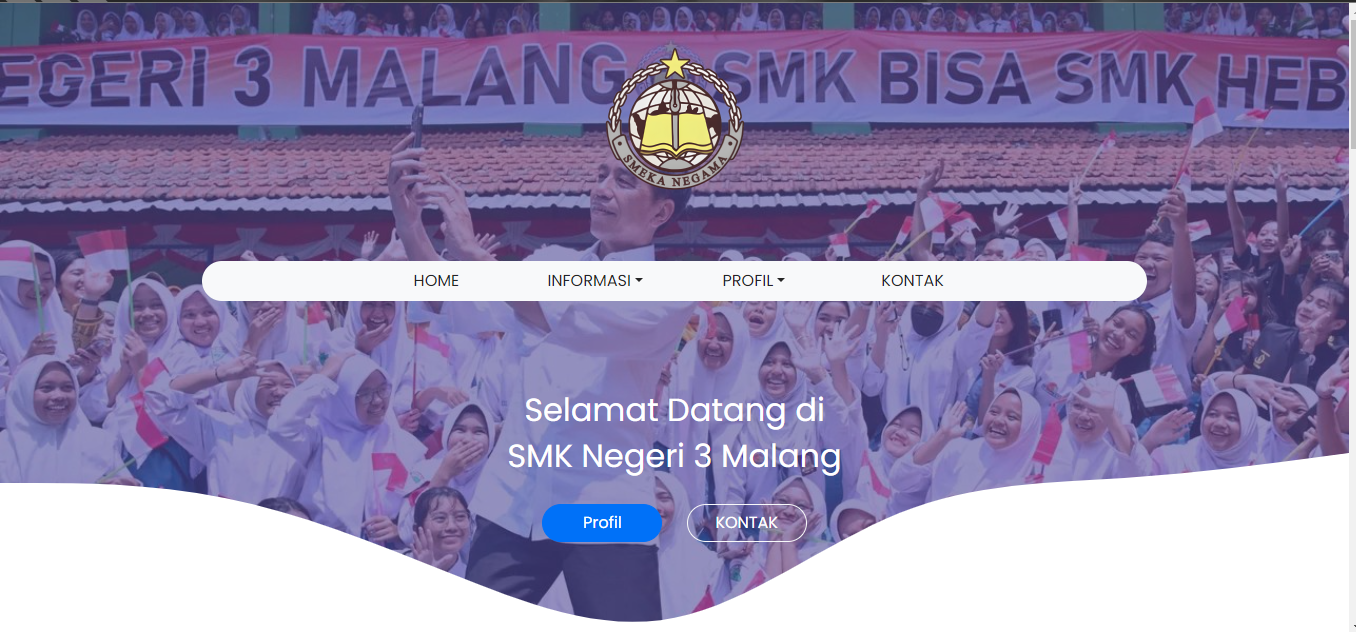 EGERI 3 MALANG SMK BISA SMK HEB
SMEKA NEGAMA
HOME
INFORMASI
PROFIL
KONTAK
Selamat Datang di
SMK Negeri 3 Malang
Profil
KONTAK